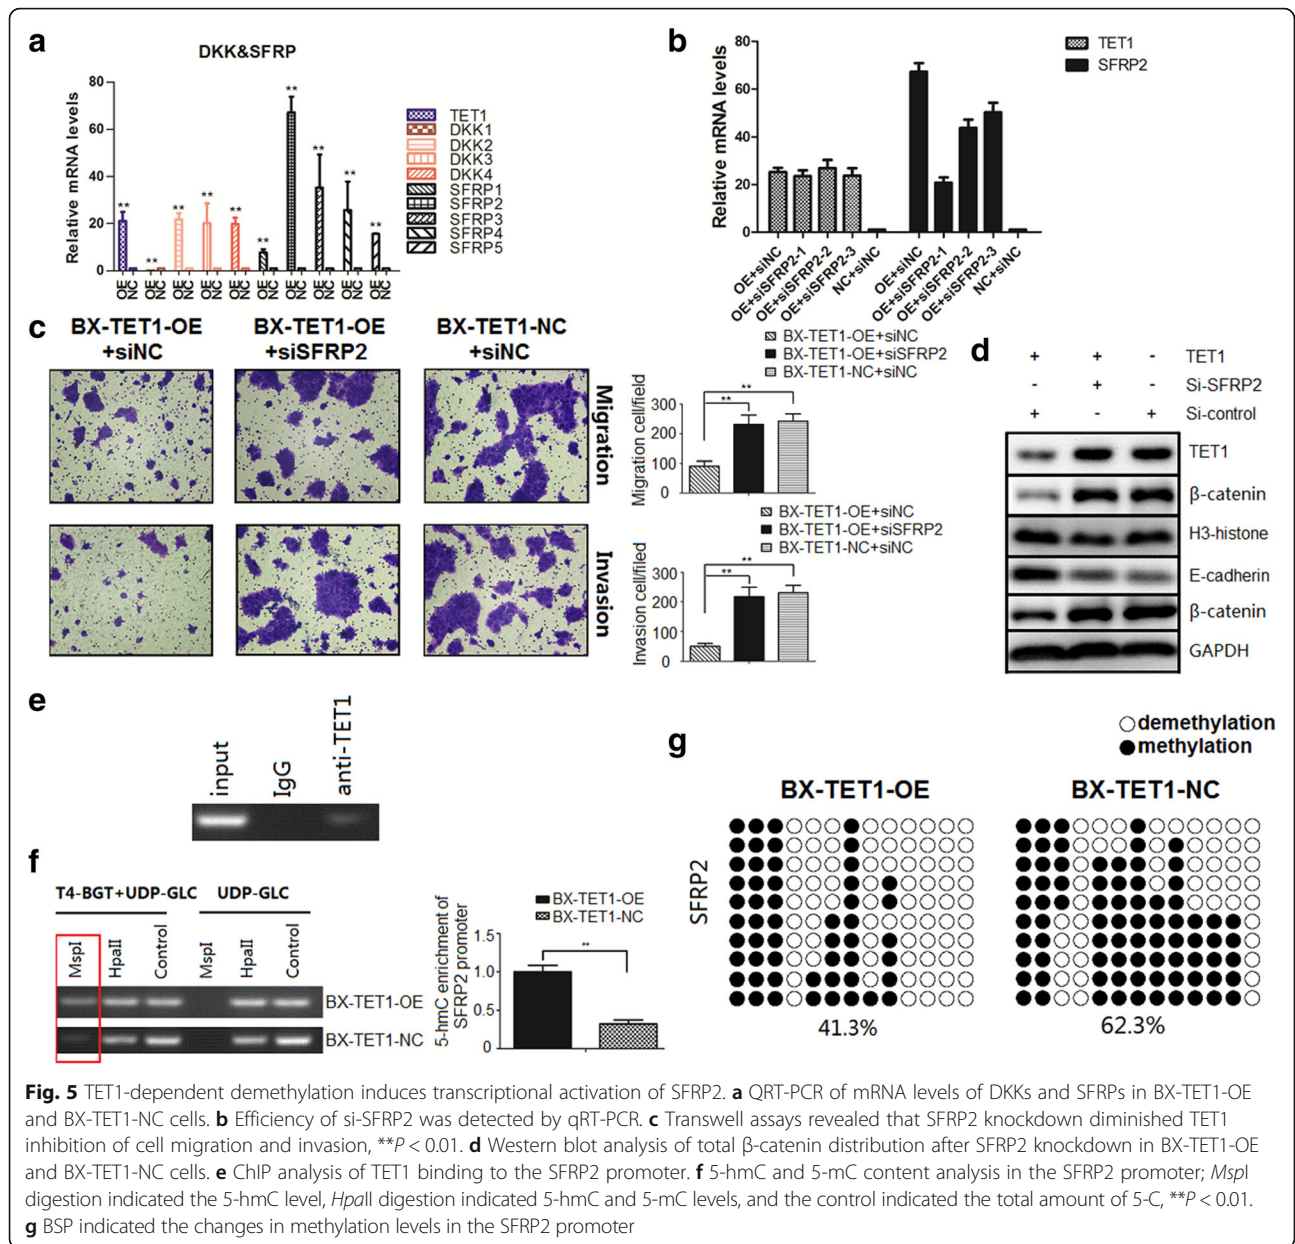 a
DKK&SFRP
Relative mRNA levels
80
60
40
20
0
**
**
**
**
**
**
**
**
**
**
OE
NC
OE
NC
OE
NC
OE
NC
OE
NC
OE
NC
OE
NC
OE
NC
OE
NC
OE
NC
TET1
DKK1
DKK2
DKK3
DKK4
SFRP1
SFRP2
SFRP3
SFRP4
SFRP5
b
Relative mRNA levels
80
60
40
20
0
TET1
SFRP2
OE+siNC
OE+siSFRP2-1
OE+siSFRP2-2
OE+siSFRP2-3
NC+siNC
OE+siNC
OE+siSFRP2-1
OE+siSFRP2-2
OE+siSFRP2-3
NC+siNC
c
BX-TET1-OE
+siNC
BX-TET1-OE
+siSFRP2
BX-TET1-NC
+siNC
Migration
Invasion
BX-TET1-OE+siNC
BX-TET1-OE+siSFRP2
BX-TET1-NC+siNC
Migration cell/field
300
200
100
0
**
**
BX-TET1-OE+siNC
BX-TET1-OE+siSFRP2
BX-TET1-NC+siNC
Invasion cell/filed
300
200
100
0
**
**
d
+ + - TET1
- + - Si-SFRP2
+ - + Si-control
TET1
β-catenin
H3-histone
E-cadherin
β-catenin
GAPDH
e
input
IgG
anti-TET1
f
T4-BGT+UDP-GLC UDP-GLC
MspI
HpaII
Control
MspI
HpaII
Control
BX-TET1-OE
BX-TET1-NC
BX-TET1-OE
BX-TET1-NC
5-hmC enrichment of
SFRP2 promoter
1.5
1.0
0.5
0
**
g
demethylation
methylation
BX-TET1-OE BX-TET1-NC
SFRP2
41.3% 62.3%
Fig. 5 TET1-dependent demethylation induces transcriptional activation of SFRP2. a QRT-PCR of mRNA levels of DKKs and SFRPs in BX-TET1-OE
and BX-TET1-NC cells. b Efficiency of si-SFRP2 was detected by qRT-PCR. c Transwell assays revealed that SFRP2 knockdown diminished TET1
inhibition of cell migration and invasion, **P < 0.01. d Western blot analysis of total β-catenin distribution after SFRP2 knockdown in BX-TET1-OE
and BX-TET1-NC cells. e ChIP analysis of TET1 binding to the SFRP2 promoter. f 5-hmC and 5-mC content analysis in the SFRP2 promoter; MspI
digestion indicated the 5-hmC level, HpaII digestion indicated 5-hmC and 5-mC levels, and the control indicated the total amount of 5-C, **P < 0.01.
g BSP indicated the changes in methylation levels in the SFRP2 promoter